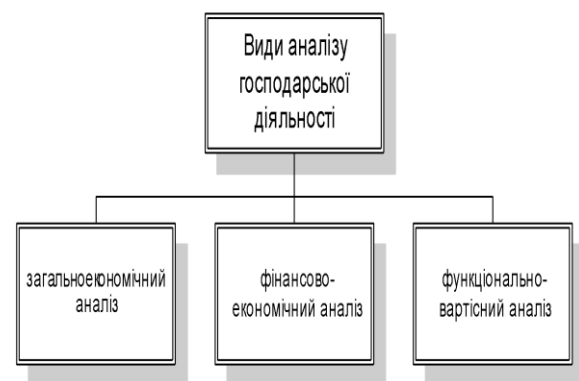 Види аналізу
господарської
діяльності
загальноекономічний
аналіз
фінансово-
економічний аналіз
функціонально-
вартісний аналіз